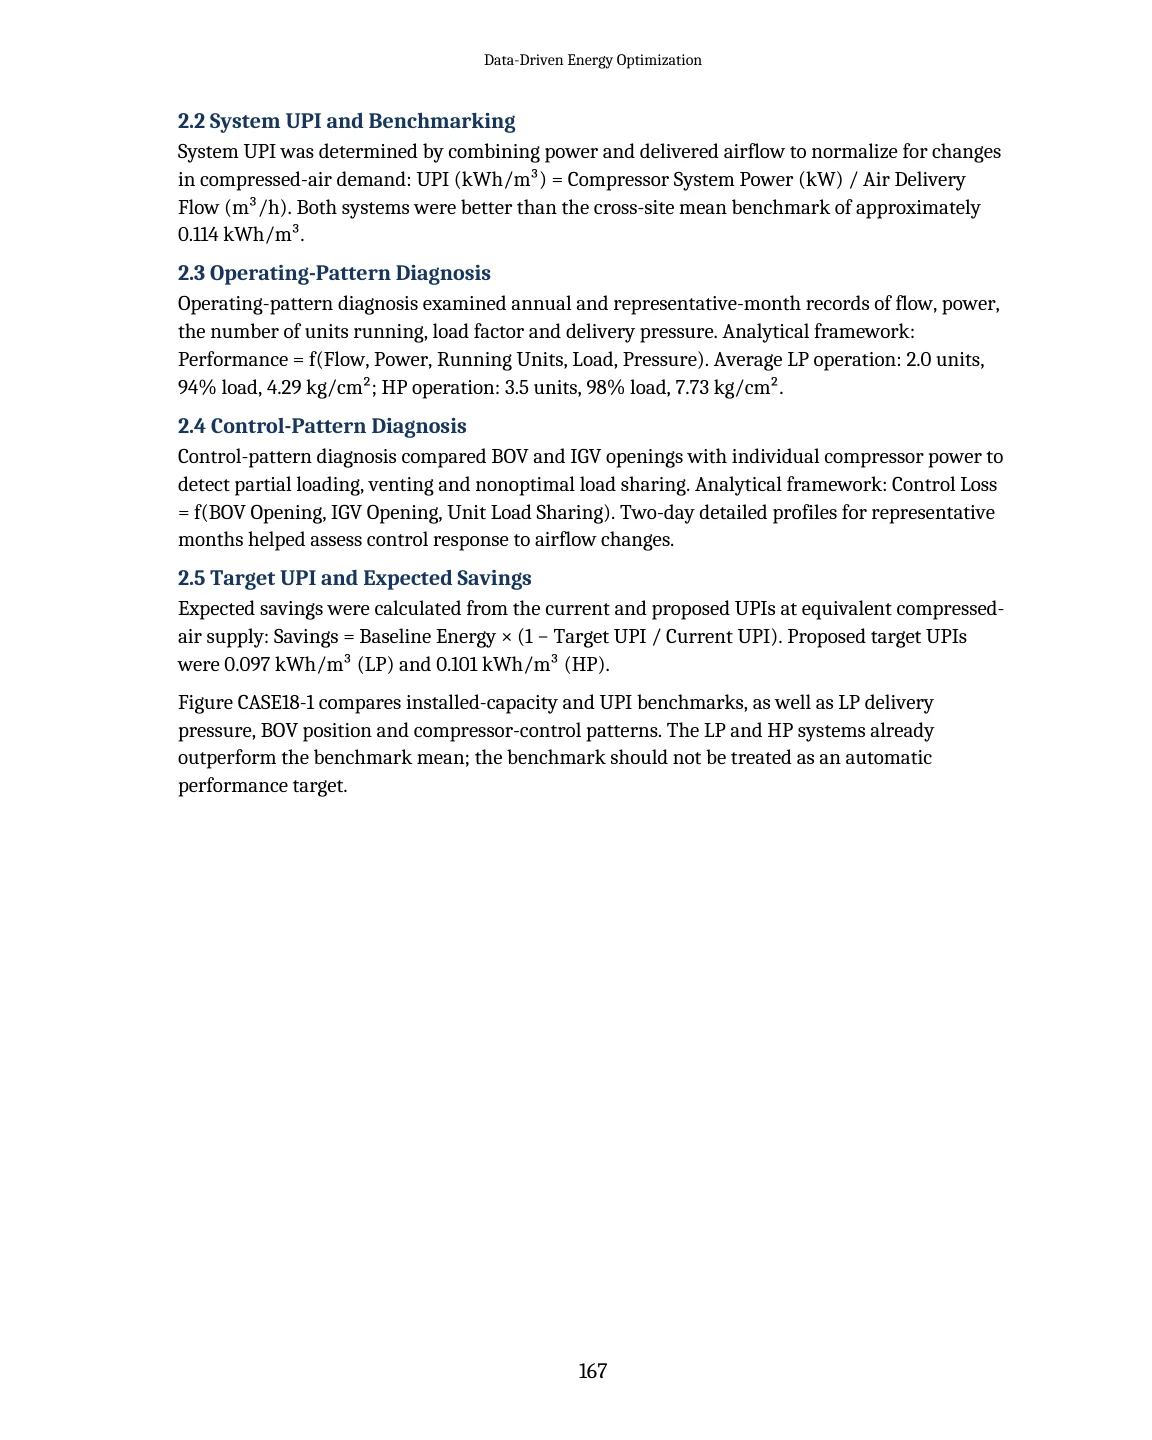 Data-Driven Energy Optimization
2.2 System UPI and Benchmarking
System UPI was determined by combining power and delivered airflow to normalize for changes
in compressed-air demand: UPI (kWh/m³) = Compressor System Power (kW) / Air Delivery
Flow (m³/h). Both systems were better than the cross-site mean benchmark of approximately
0.114 kWh/m³.
2.3 Operating-Pattern Diagnosis
Operating-pattern diagnosis examined annual and representative-month records of flow, power,
the number of units running, load factor and delivery pressure. Analytical framework:
Performance = f(Flow, Power, Running Units, Load, Pressure). Average LP operation: 2.0 units,
94% load, 4.29 kg/cm²; HP operation: 3.5 units, 98% load, 7.73 kg/cm².
2.4 Control-Pattern Diagnosis
Control-pattern diagnosis compared BOV and IGV openings with individual compressor power to
detect partial loading, venting and nonoptimal load sharing. Analytical framework: Control Loss
= f(BOV Opening, IGV Opening, Unit Load Sharing). Two-day detailed profiles for representative
months helped assess control response to airflow changes.
2.5 Target UPI and Expected Savings
Expected savings were calculated from the current and proposed UPIs at equivalent compressed-
air supply: Savings = Baseline Energy × (1 − Target UPI / Current UPI). Proposed target UPIs
were 0.097 kWh/m³ (LP) and 0.101 kWh/m³ (HP).
Figure CASE18-1 compares installed-capacity and UPI benchmarks, as well as LP delivery
pressure, BOV position and compressor-control patterns. The LP and HP systems already
outperform the benchmark mean; the benchmark should not be treated as an automatic
performance target.
167